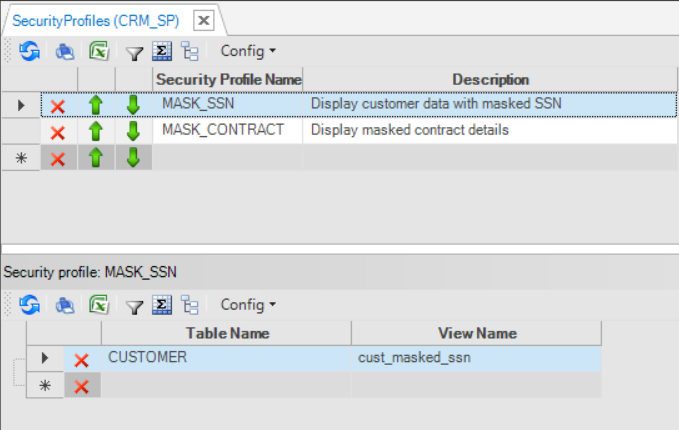 SecurityProfiles (CRM_SP)
Config
Security Profile Name Description
MASK_SSN Display customer data with masked SSN
MASK_CONTRACT Display masked contract details
Security profile: MASK_SSN
Config
Table Name View Name
CUSTOMER cust_masked_ssn